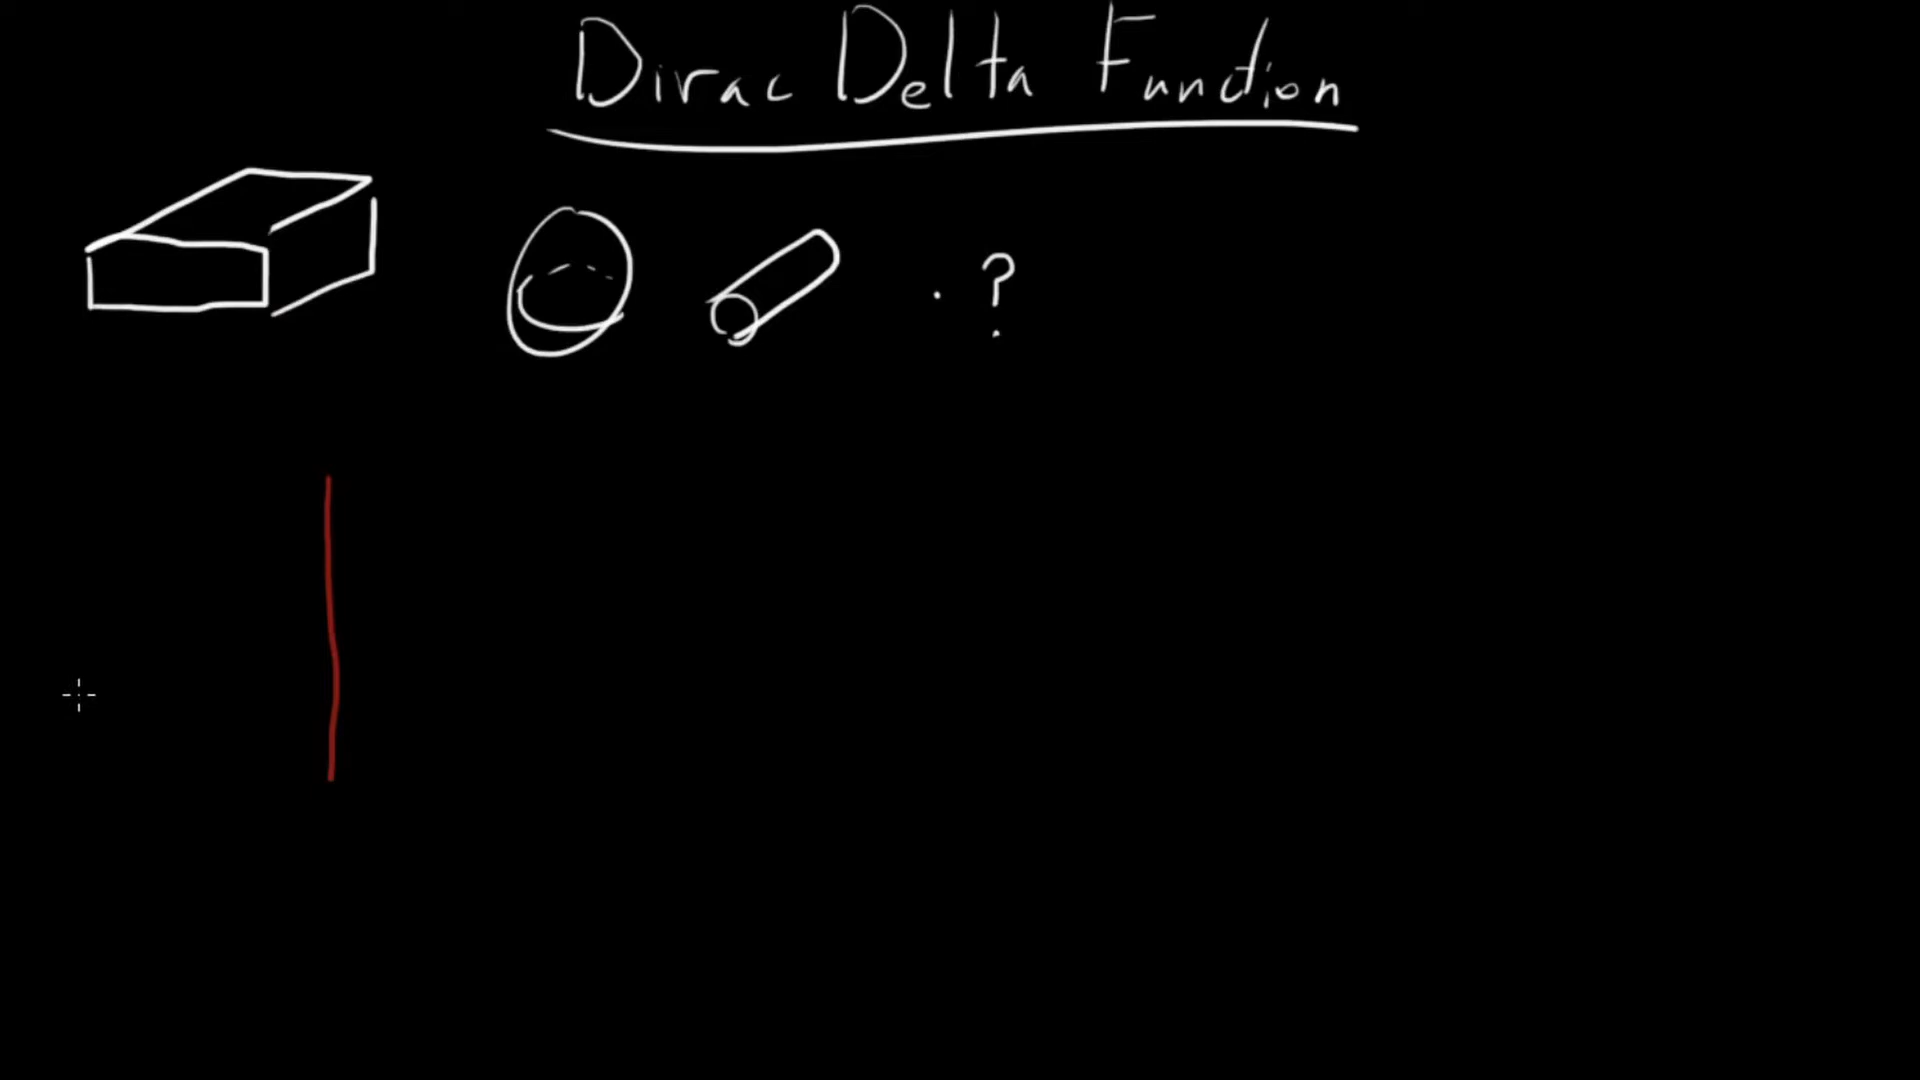 Dirac Delta Function
. ?